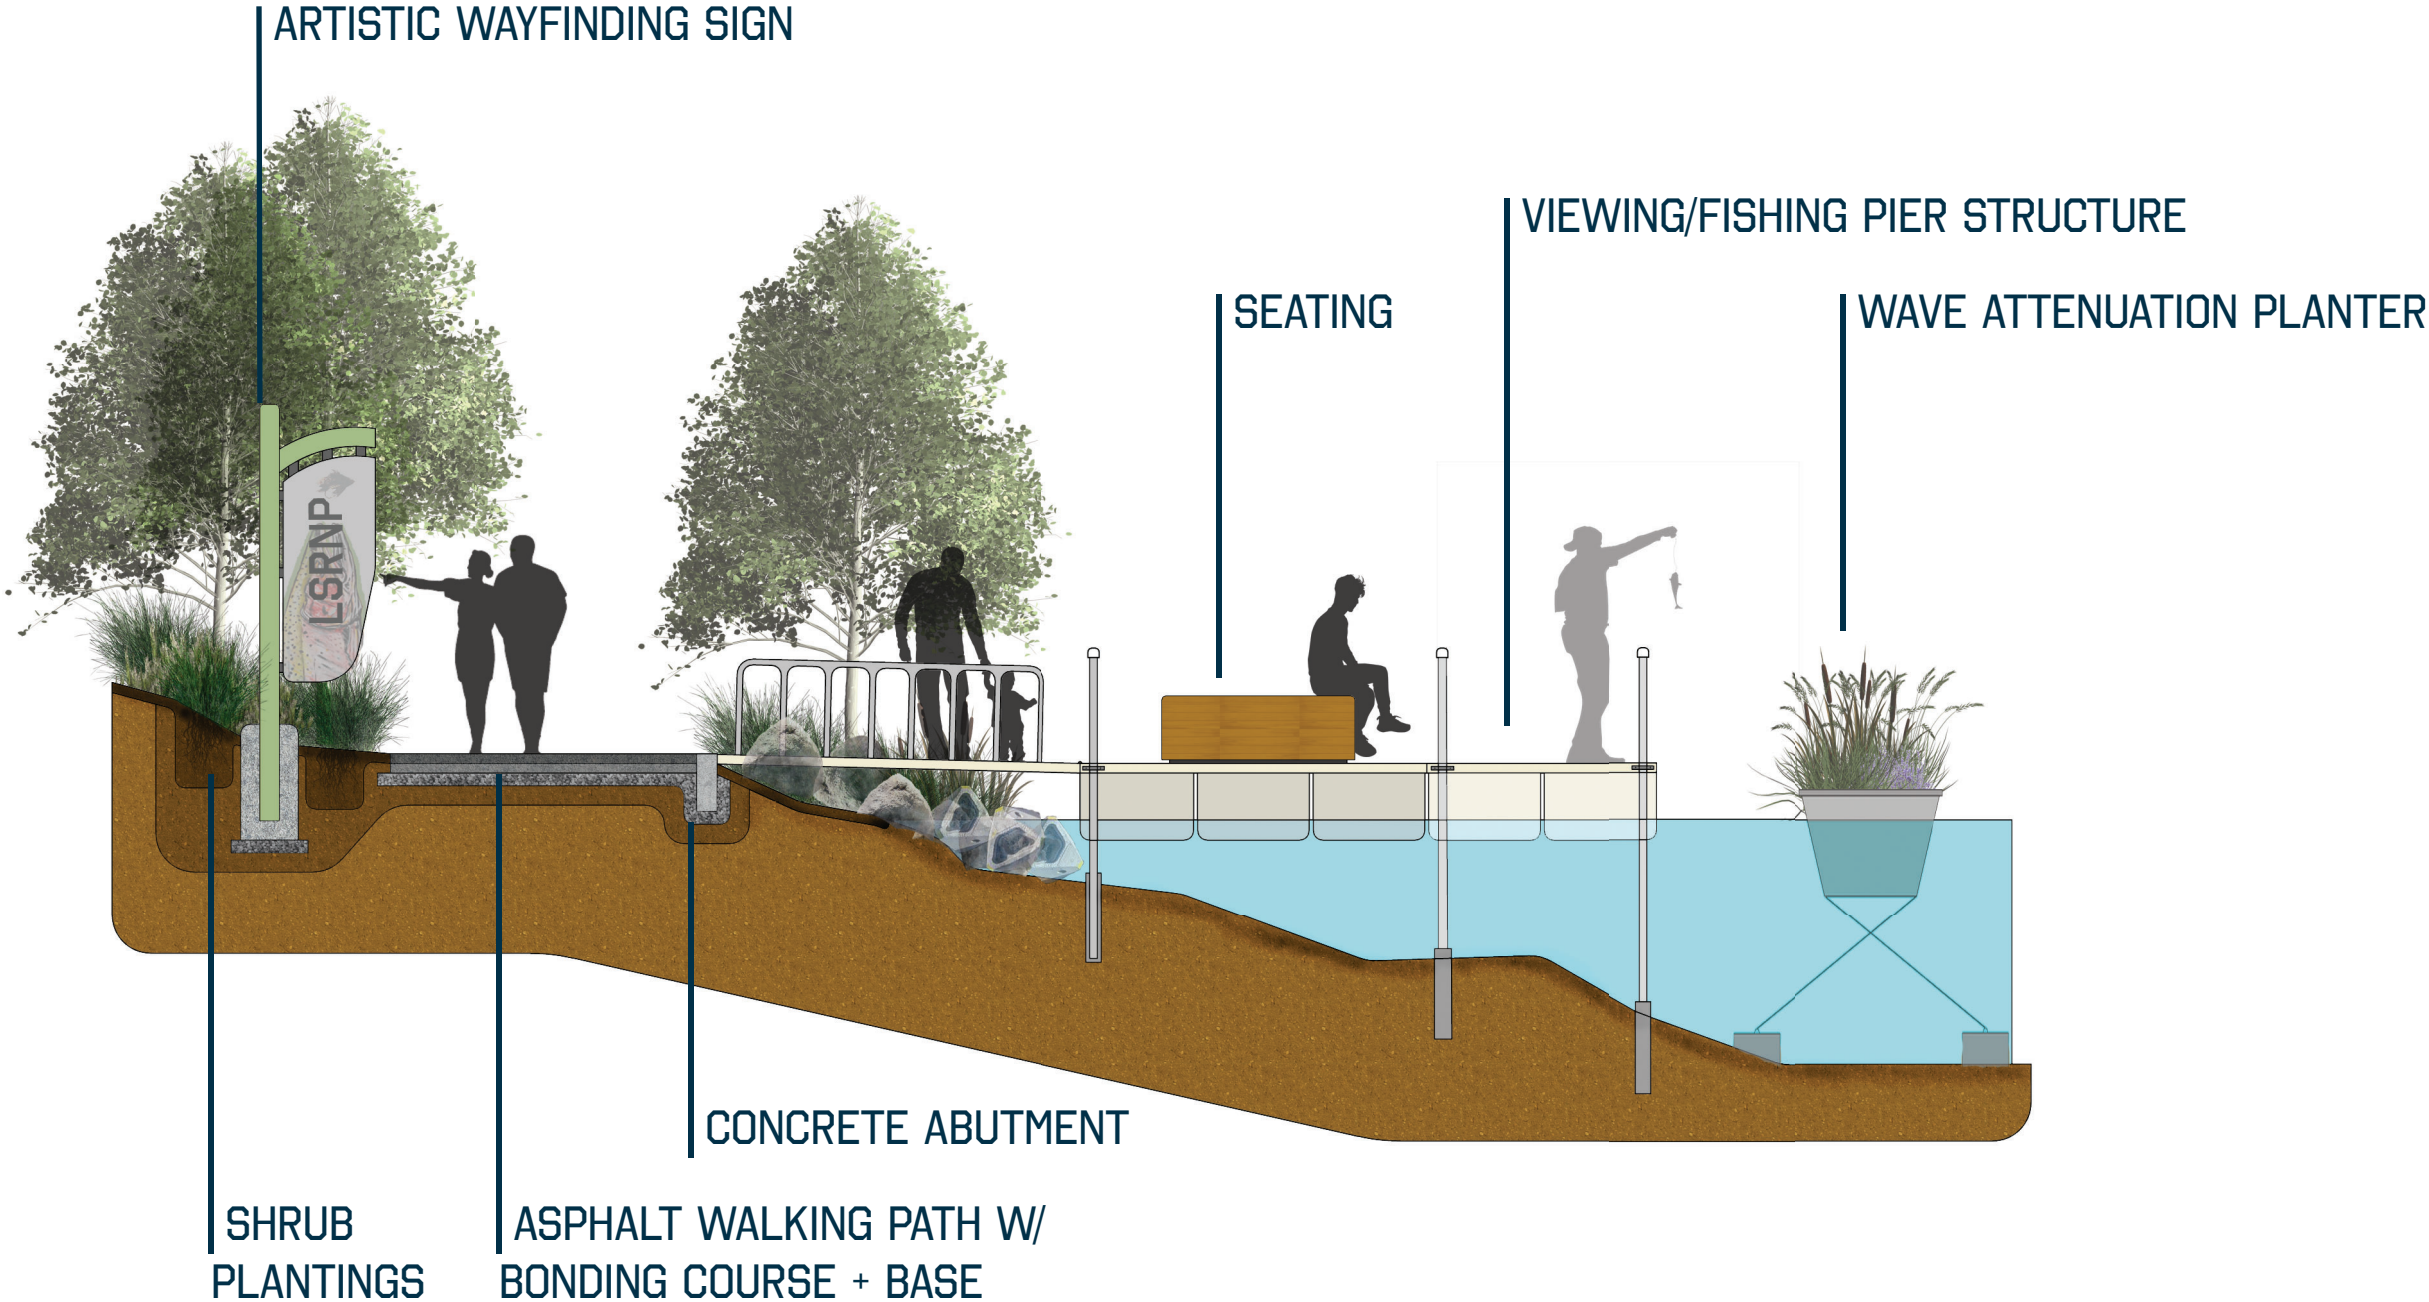 ARTISTIC WAYFINDING SIGN
VIEWING/FISHING PIER STRUCTURE
SEATING
WAVE ATTENUATION PLANTER
LSRNP
CONCRETE ABUTMENT
SHRUB
PLANTINGS
ASPHALT WALKING PATH W/
BONDING COURSE + BASE